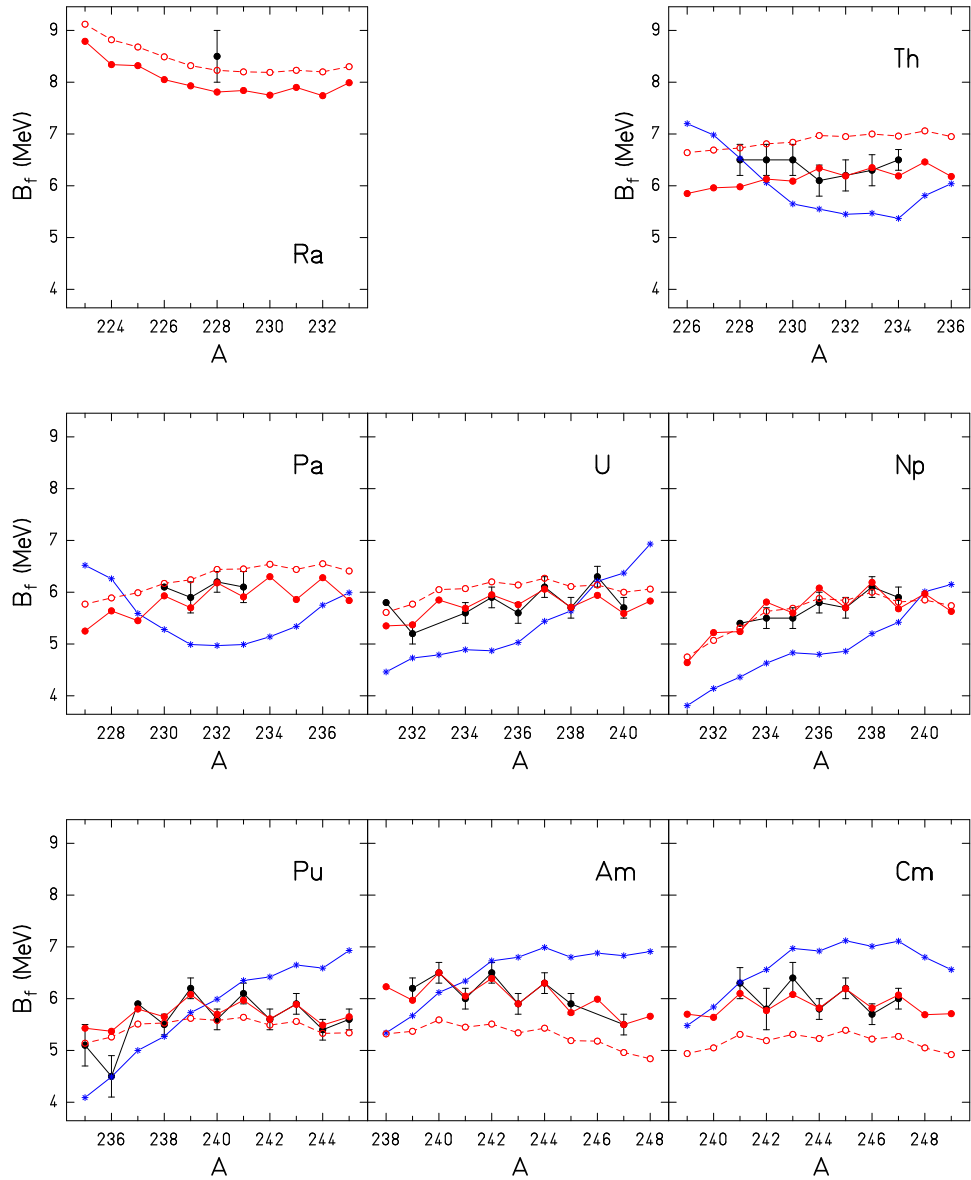 9
8
7
6
5
4
B_f (MeV)
Ra
224 226 228 230 232
A
9
8
7
6
5
4
B_f (MeV)
Th
226 228 230 232 234 236
A
9
8
7
6
5
4
B_f (MeV)
Pa
228 230 232 234 236
A
U
232 234 236 238 240
A
Np
232 234 236 238 240
A
9
8
7
6
5
4
B_f (MeV)
Pu
236 238 240 242 244
A
Am
238 240 242 244 246 248
A
Cm
240 242 244 246 248
A